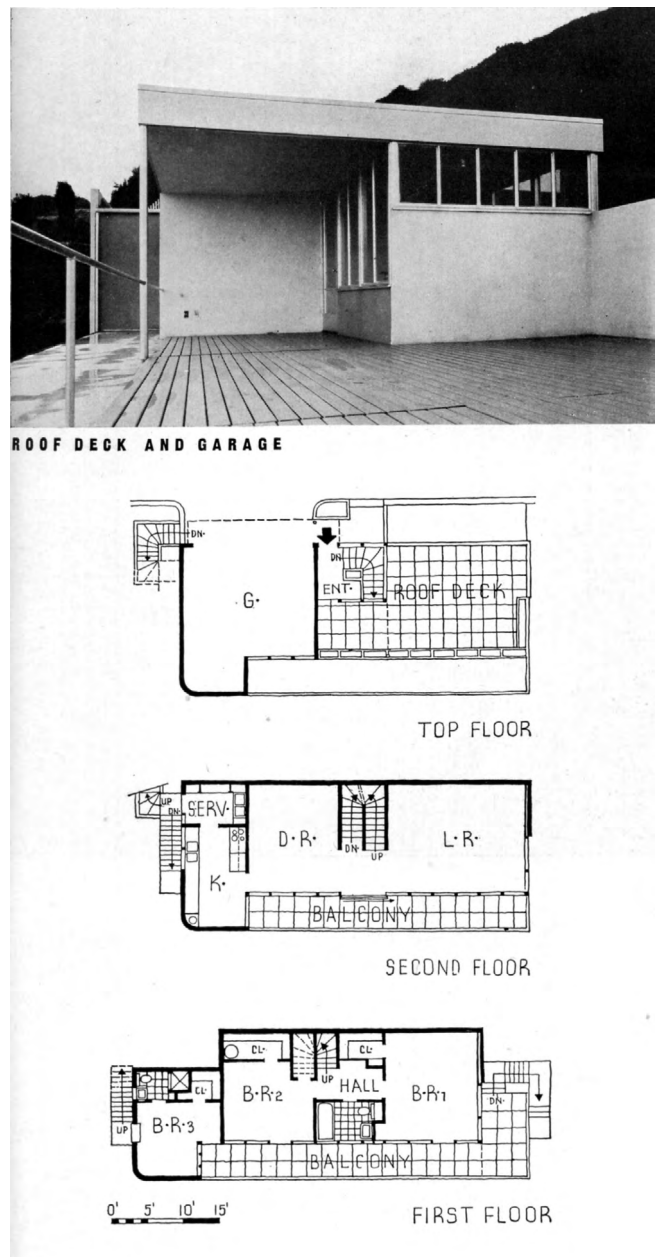 ROOF DECK AND GARAGE
DN·
DN
ENT·
ROOF DECK
G·
TOP FLOOR
UP
DN·
SERV·
D·R·
L·R·
DN·
UP
K·
BALCONY
SECOND FLOOR
CL·
CL·
UP
HALL
CL·
B·R·2
B·R·1
DN·
B·R·3
UP
BALCONY
0' 5' 10' 15'
FIRST FLOOR